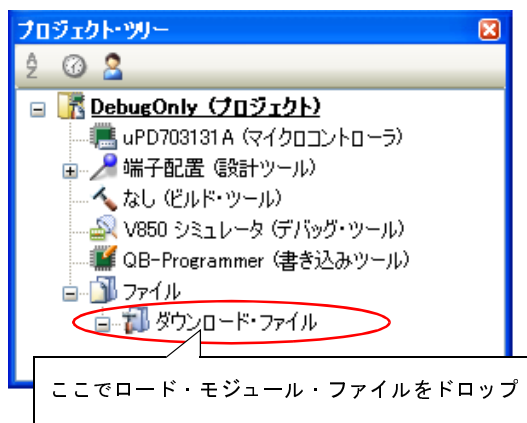 プロジェクト・ツリー
DebugOnly (プロジェクト)
uPD703131A (マイクロコントローラ)
端子配置 (設計ツール)
なし (ビルド・ツール)
V850 シミュレータ (デバッグ・ツール)
QB-Programmer (書き込みツール)
ファイル
ダウンロード・ファイル
ここでロード・モジュール・ファイルをドロップ